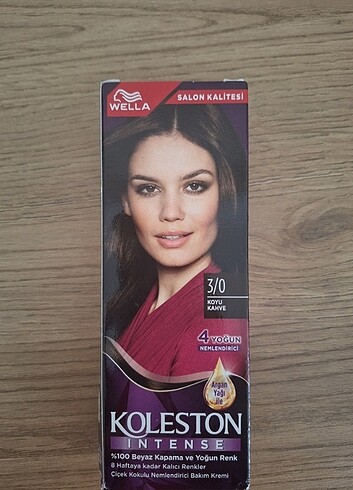 WELLA
SALON KALİTESİ
3/0
KOYU
KAHVE
4 YOĞUN
NEMLENDİRİCİ
Argan
Yağı
ile
KOLESTON
INTENSE
%100 Beyaz Kapama ve Yoğun Renk
8 Haftaya kadar Kalıcı Renkler
Çiçek Kokulu Nemlendirici Bakım Kremi